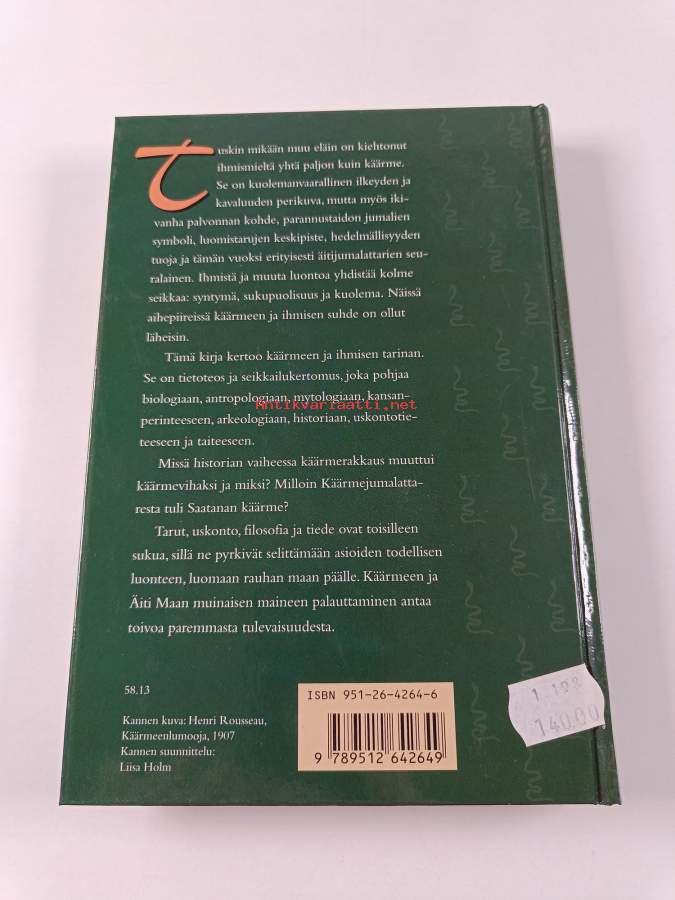 Tuskin mikään muu eläin on kiehtonut
ihmismieltä yhtä paljon kuin käärme.
Se on kuolemanvaarallinen ilkeyden ja
kavaluuden perikuva, mutta myös iki-
vanha palvonnan kohde, parannustaidon jumalien
symboli, luomistarujen keskipiste, hedelmällisyyden
tuoja ja tämän vuoksi erityisesti äitijumalattarien seu-
ralainen. Ihmistä ja muuta luontoa yhdistää kolme
seikkaa: syntymä, sukupuolisuus ja kuolema. Näissä
aihepiireissä käärmeen ja ihmisen suhde on ollut
läheisin.
Tämä kirja kertoo käärmeen ja ihmisen tarinan.
Se on tietoteos ja seikkailukertomus, joka pohjaa
biologiaan, antropologiaan, mytologiaan, kansan-
Antikvariaatti.net
perinteeseen, arkeologiaan, historiaan, uskontotie-
teeseen ja taiteeseen.
Missä historian vaiheessa käärmerakkaus muuttui
käärmevihaksi ja miksi? Milloin Käärmejumalatta-
resta tuli Saatanan käärme?
Tarut, uskonto, filosofia ja tiede ovat toisilleen
sukua, sillä ne pyrkivät selittämään asioiden todellisen
luonteen, luomaan rauhan maan päälle. Käärmeen ja
Äiti Maan muinaisen maineen palauttaminen antaa
toivoa paremmasta tulevaisuudesta.
58.13
Kannen kuva: Henri Rousseau,
Käärmeenlumooja, 1907
Kannen suunnittelu:
Liisa Holm
ISBN 951-26-4264-6
9 789512 642649
140.00